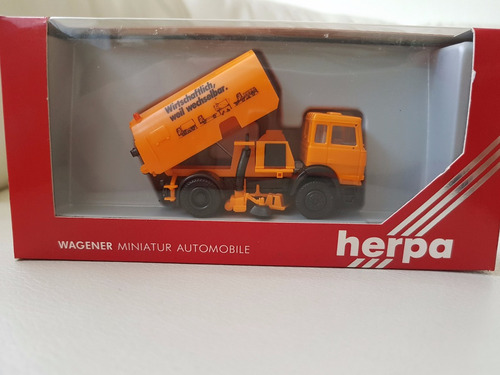 Wirtschaftlich,
weil wechselbar.
WAGENER MINIATUR AUTOMOBILE
herpa